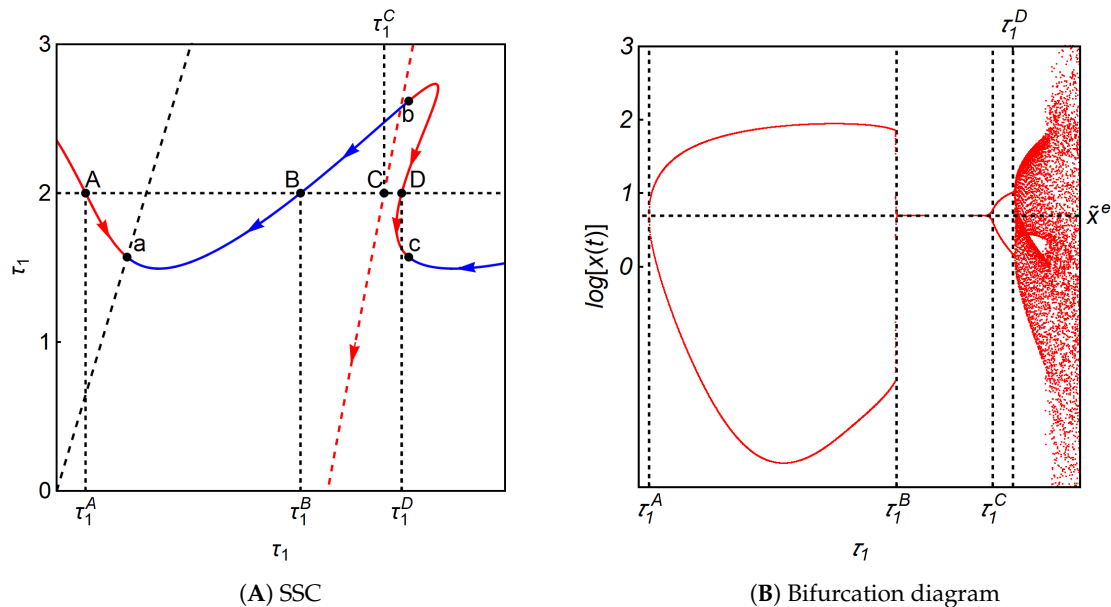 τ₁ᶜ
3
2
1
0
τ₁
A
a
B
b
C
D
c
τ₁ᴬ
τ₁ᴮ
τ₁ᴰ
τ₁
(A) SSC
τ₁ᴰ
3
2
1
0
log[x(t)]
x̃ᵉ
τ₁ᴬ
τ₁ᴮ
τ₁ᶜ
τ₁
(B) Bifurcation diagram